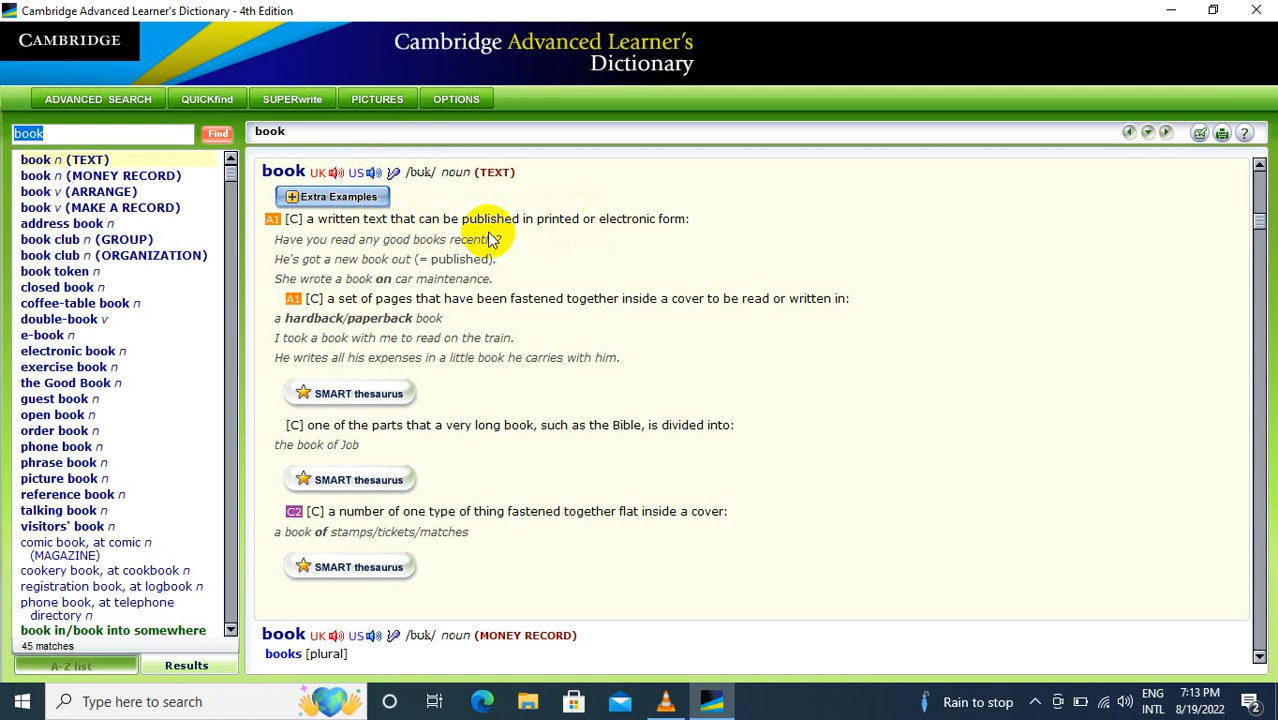 Cambridge Advanced Learner's Dictionary - 4th Edition
CAMBRIDGE
Cambridge Advanced Learner's
Dictionary
ADVANCED SEARCH
QUICKfind
SUPERwrite
PICTURES
OPTIONS
book
Find
book
?
book n (TEXT)
book n (MONEY RECORD)
book v (ARRANGE)
book v (MAKE A RECORD)
address book n
book club n (GROUP)
book club n (ORGANIZATION)
book token n
closed book n
coffee-table book n
double-book v
e-book n
electronic book n
exercise book n
the Good Book n
guest book n
open book n
order book n
phone book n
phrase book n
picture book n
reference book n
talking book n
visitors' book n
comic book, at comic n
(MAGAZINE)
cookery book, at cookbook n
registration book, at logbook n
phone book, at telephone
directory n
book in/book into somewhere
45 matches
A-Z list
Results
book UK US /bʊk/ noun (TEXT)
Extra Examples
A1 [C] a written text that can be published in printed or electronic form:
Have you read any good books recently?
He's got a new book out (= published).
She wrote a book on car maintenance.
A1 [C] a set of pages that have been fastened together inside a cover to be read or written in:
a hardback/paperback book
I took a book with me to read on the train.
He writes all his expenses in a little book he carries with him.
SMART thesaurus
[C] one of the parts that a very long book, such as the Bible, is divided into:
the book of Job
SMART thesaurus
C2 [C] a number of one type of thing fastened together flat inside a cover:
a book of stamps/tickets/matches
SMART thesaurus
book UK US /bʊk/ noun (MONEY RECORD)
books [plural]
Type here to search
Rain to stop
ENG
INTL
7:13 PM
8/19/2022
2